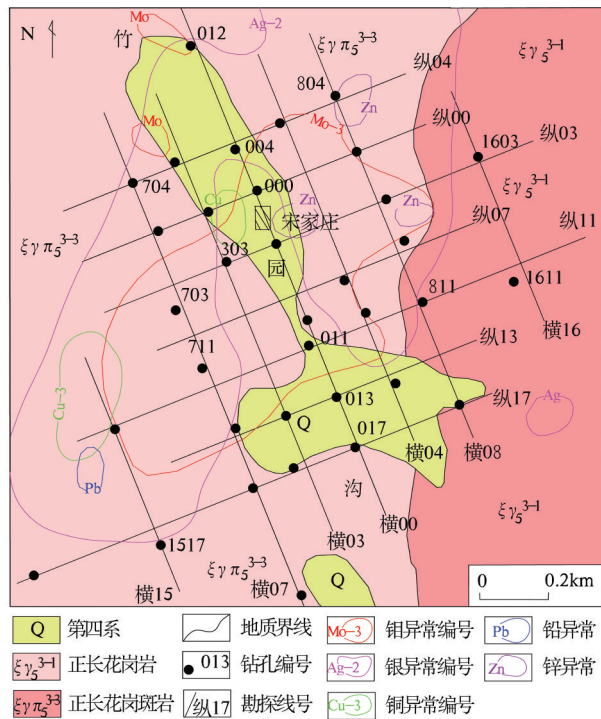 N
竹
Mo
012
Ag-2
ξγπ₅³⁻³
ξγ₅³⁻¹
804
纵04
Zn
Mo
004
Mo-3
纵00
1603
纵03
704
000
Cu
Zn
宋家庄
Zn
ξγ₅³⁻¹
纵07
ξγπ₅³⁻³
303
园
纵11
703
811
1611
711
011
横16
纵13
Cu-3
013
Ag
纵17
Q
017
横04
横08
Pb
沟
横00
ξγ₅³⁻¹
1517
ξγπ₅³⁻³
横03
横15
横07
Q
0
0.2km
Q
第四系
地质界线
Mo-3
钼异常编号
Pb
铅异常
ξγ₅³⁻¹
正长花岗岩
013
钻孔编号
Ag-2
银异常编号
Zn
锌异常
ξγπ₅³⁻³
正长花岗斑岩
纵17
勘探线号
Cu-3
铜异常编号